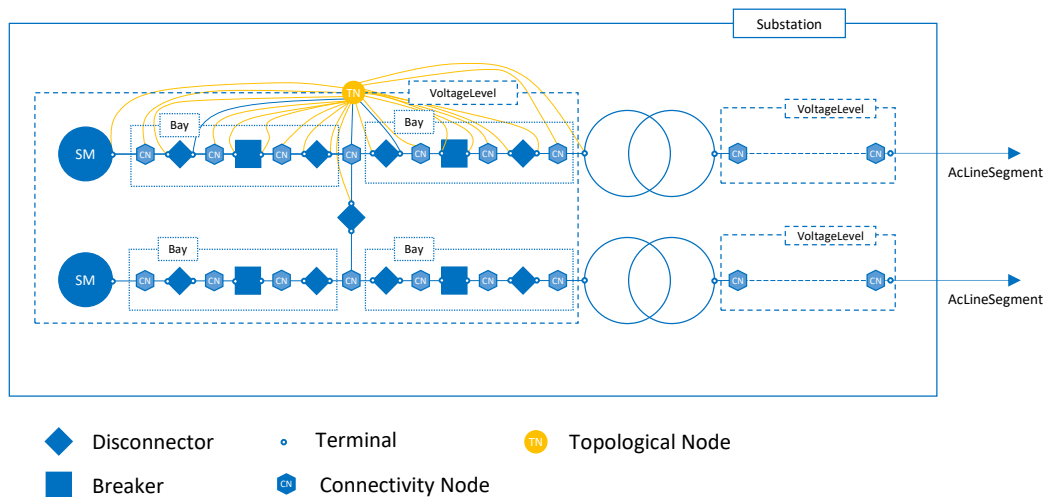 Substation
TN
VoltageLevel
VoltageLevel
Bay
Bay
SM
CN
CN
CN
CN
CN
CN
CN
CN
CN
AcLineSegment
VoltageLevel
Bay
Bay
SM
CN
CN
CN
CN
CN
CN
CN
CN
CN
AcLineSegment
Disconnector
Terminal
TN
Topological Node
Breaker
CN
Connectivity Node